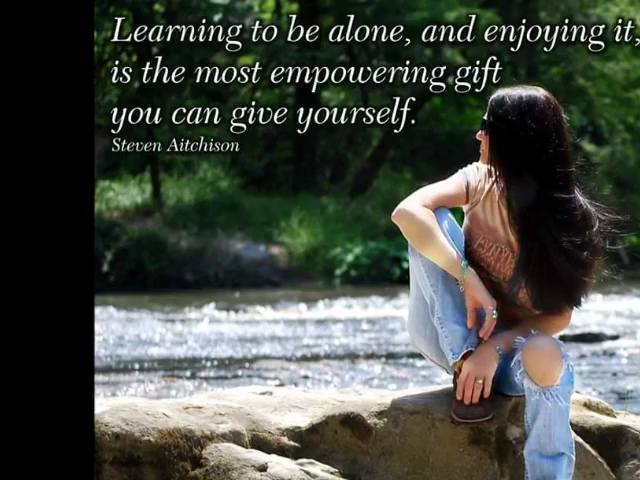 Learning to be alone, and enjoying it,
is the most empowering gift
you can give yourself.
Steven Aitchison